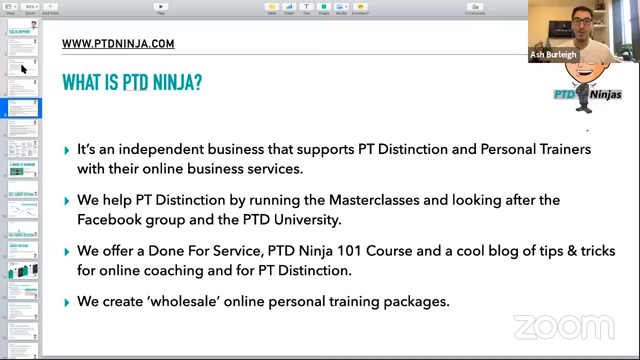 Ash Burleigh
WWW.PTDNINJA.COM
WHAT IS PTD NINJA?
PTD Ninjas
It's an independent business that supports PT Distinction and Personal Trainers
with their online business services.
We help PT Distinction by running the Masterclasses and looking after the
Facebook group and the PTD University.
We offer a Done For Service, PTD Ninja 101 Course and a cool blog of tips & tricks
for online coaching and for PT Distinction.
We create 'wholesale' online personal training packages.
zoom